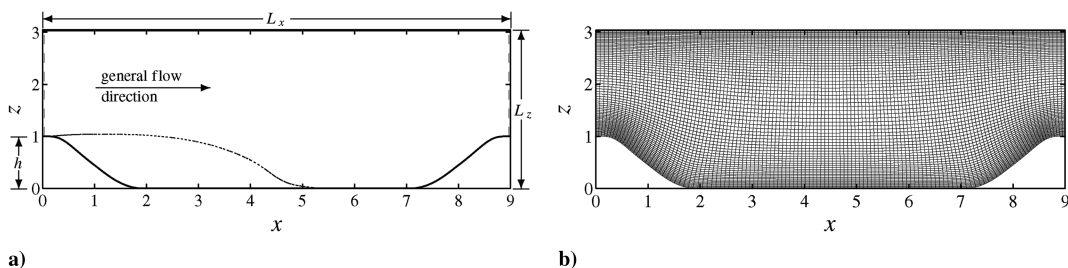 L x
3
general flow
direction
2
z
L z
1
h
0
0 1 2 3 4 5 6 7 8 9
x
a)
3
2
z
1
0
0 1 2 3 4 5 6 7 8 9
x
b)